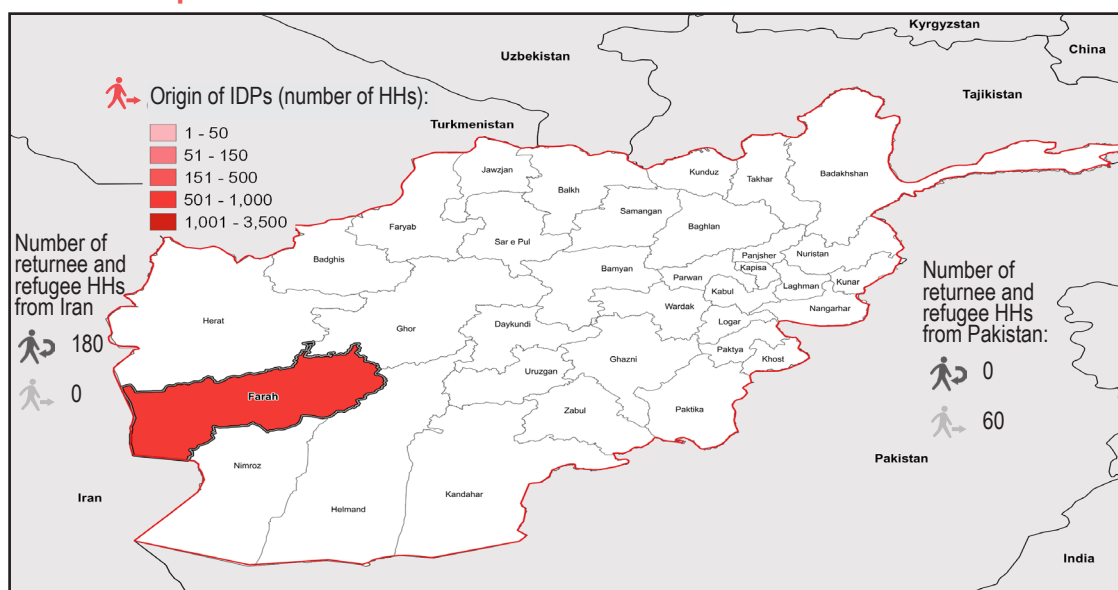 Kyrgyzstan
Uzbekistan
China
Tajikistan
Origin of IDPs (number of HHs):
Turkmenistan
1 - 50
51 - 150
151 - 500
501 - 1,000
1,001 - 3,500
Jawzjan
Balkh
Kunduz
Takhar
Badakhshan
Samangan
Faryab
Sar e Pul
Baghlan
Badghis
Bamyan
Parwan
Panjsher
Kapisa
Nuristan
Kabul
Laghman
Kunar
Nangarhar
Number of
returnee and
refugee HHs
from Iran
180
0
Number of
returnee and
refugee HHs
from Pakistan:
0
60
Herat
Ghor
Daykundi
Wardak
Logar
Paktya
Khost
Ghazni
Uruzgan
Farah
Zabul
Paktika
Nimroz
Helmand
Kandahar
Iran
Pakistan
India